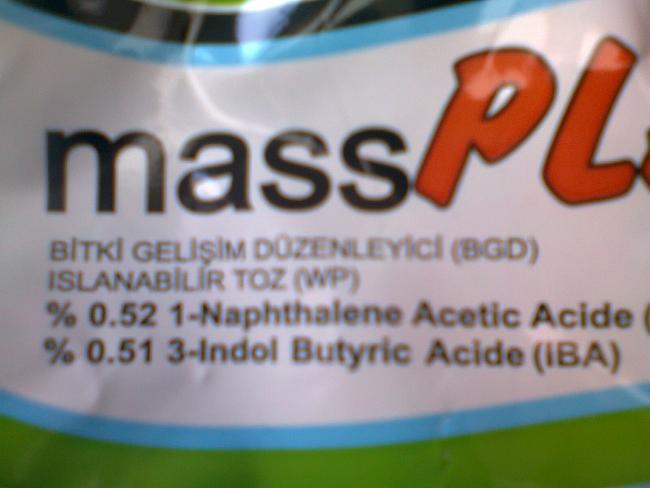 massPL
BİTKİ GELİŞİM DÜZENLEYİCİ (BGD)
ISLANABİLİR TOZ (WP)
% 0.52 1-Naphthalene Acetic Acide (
% 0.51 3-Indol Butyric Acide (IBA)